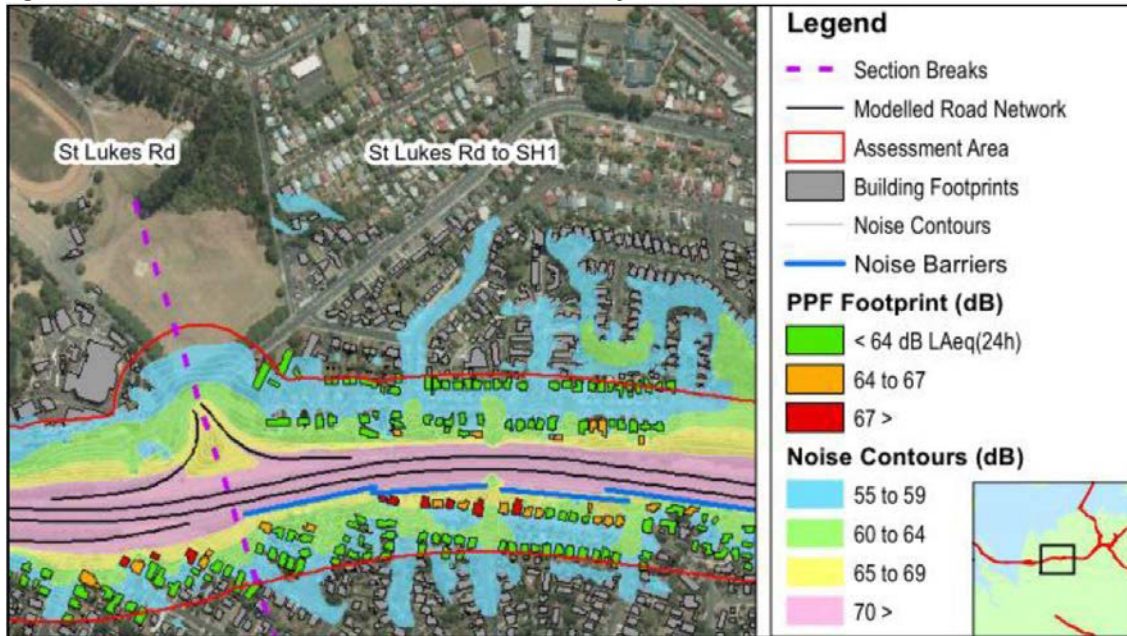 St Lukes Rd
St Lukes Rd to SH1
Legend
Section Breaks
Modelled Road Network
Assessment Area
Building Footprints
Noise Contours
Noise Barriers
PPF Footprint (dB)
< 64 dB LAeq(24h)
64 to 67
67 >
Noise Contours (dB)
55 to 59
60 to 64
65 to 69
70 >